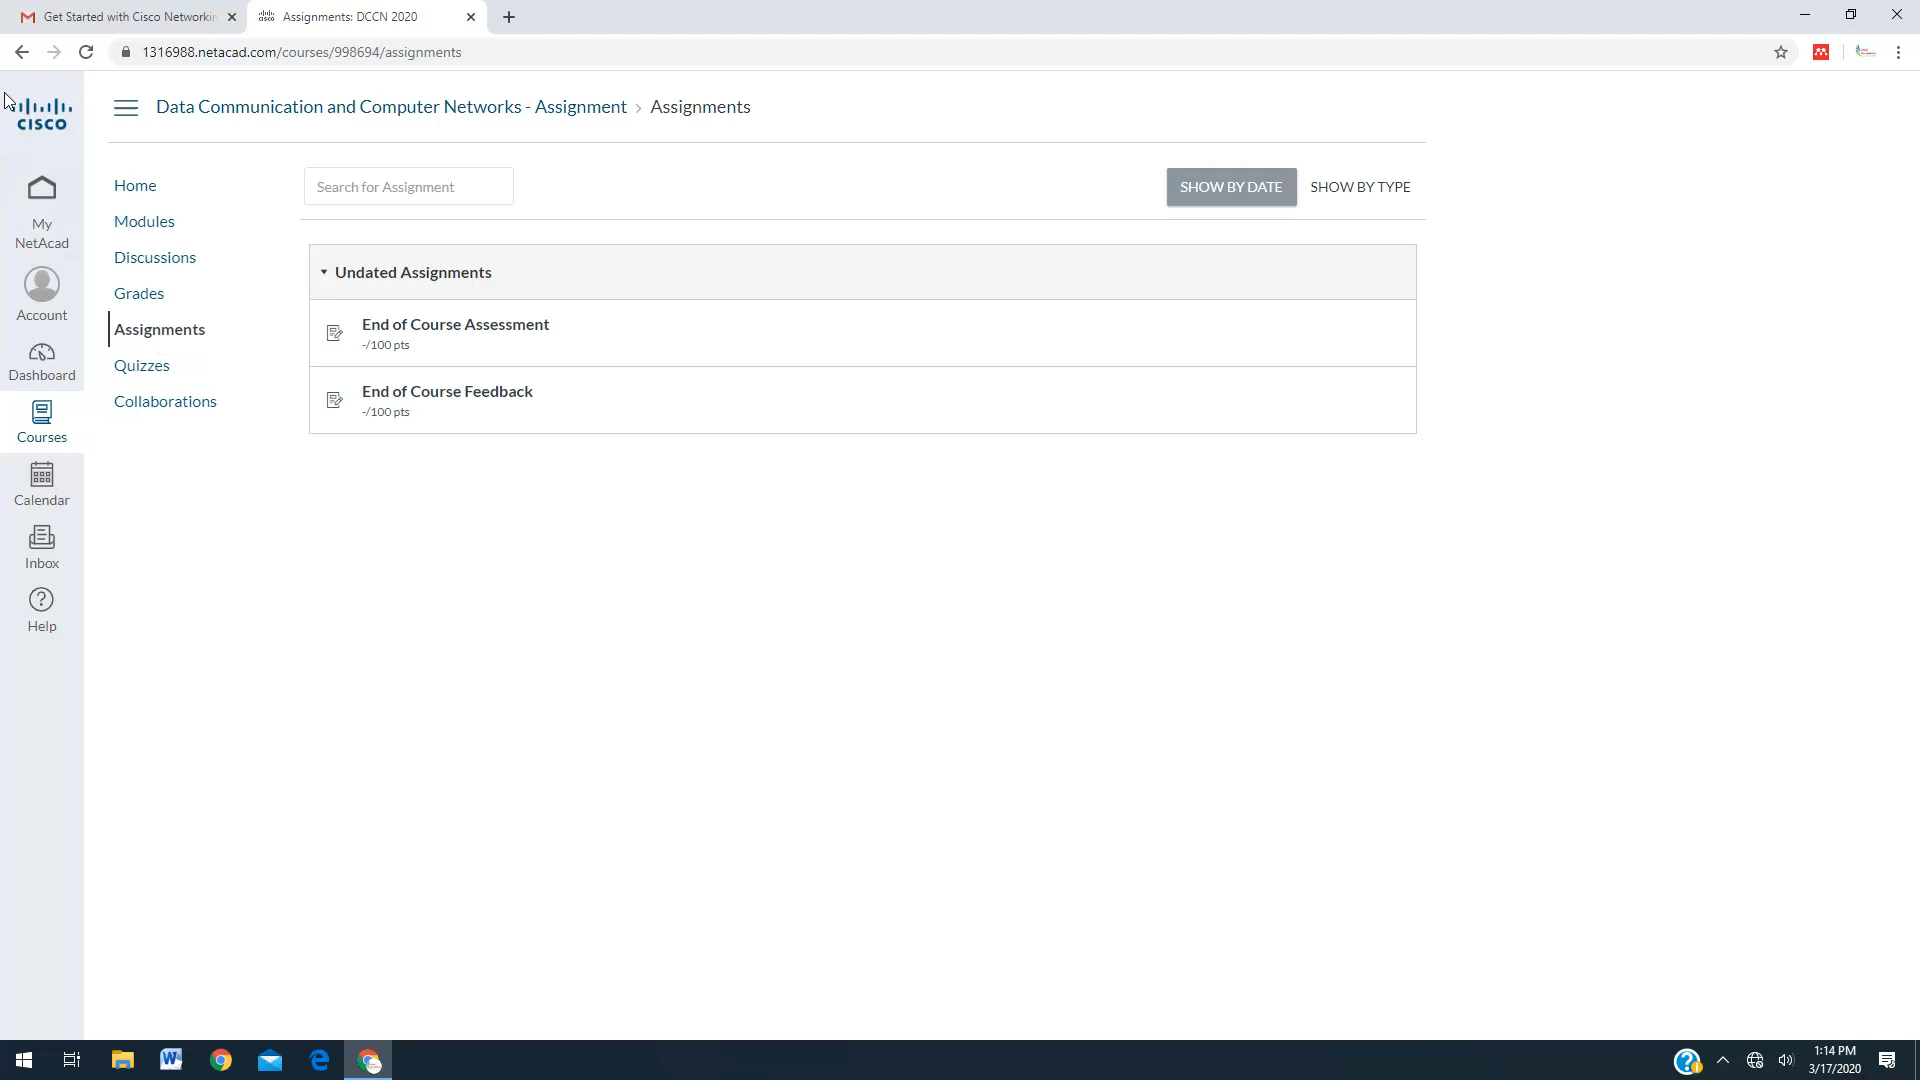 Get Started with Cisco Networkin
Assignments: DCCN 2020
1316988.netacad.com/courses/998694/assignments
CISCO
Data Communication and Computer Networks - Assignment > Assignments
My
NetAcad
Account
Dashboard
Courses
Calendar
Inbox
Help
Home
Modules
Discussions
Grades
Assignments
Quizzes
Collaborations
Search for Assignment
SHOW BY DATE
SHOW BY TYPE
Undated Assignments
End of Course Assessment
-/100 pts
End of Course Feedback
-/100 pts
1:14 PM
3/17/2020